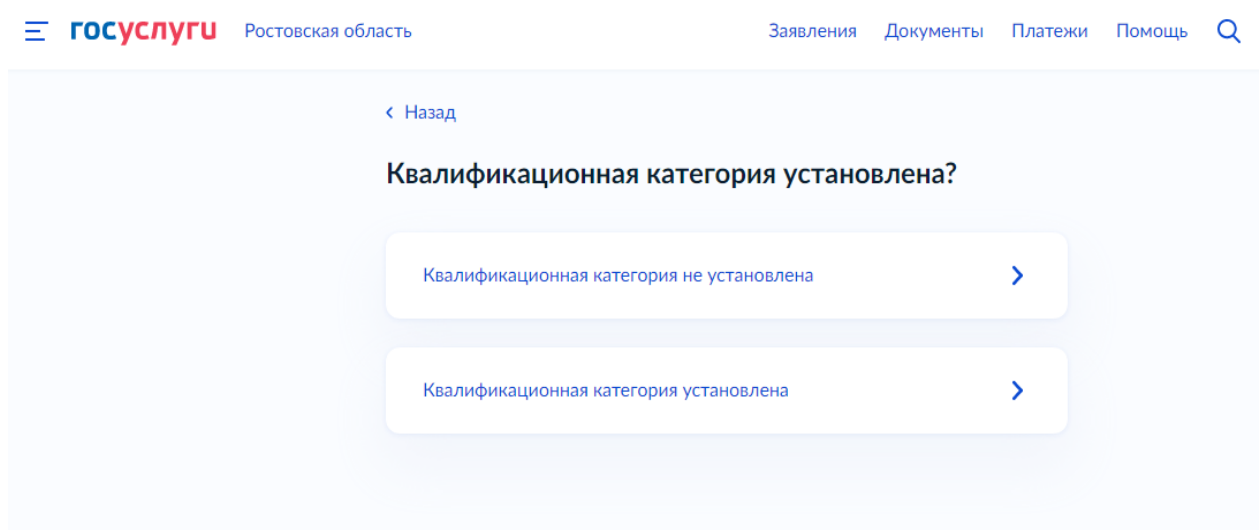 госуслуги Ростовская область Заявления Документы Платежи Помощь
Назад
Квалификационная категория установлена?
Квалификационная категория не установлена
Квалификационная категория установлена